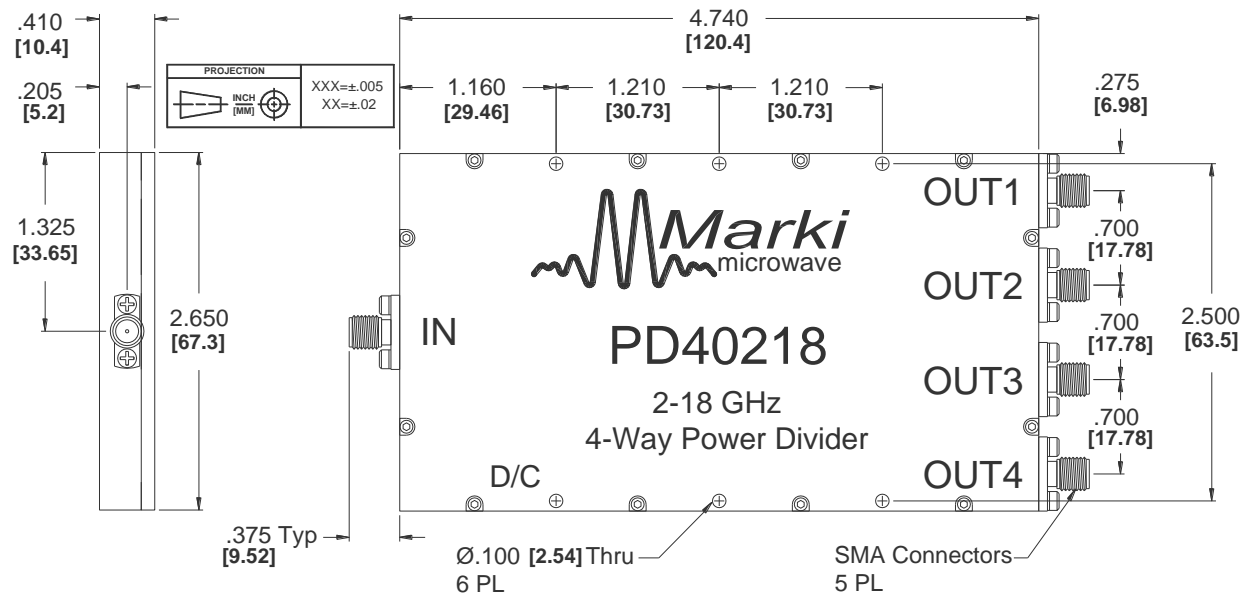 .410
[10.4]
4.740
[120.4]
.205
[5.2]
PROJECTION
INCH
[MM]
XXX=±.005
XX=±.02
1.160
[29.46]
1.210
[30.73]
1.210
[30.73]
.275
[6.98]
1.325
[33.65]
2.650
[67.3]
Marki
microwave
IN
PD40218
2-18 GHz
4-Way Power Divider
D/C
OUT1
OUT2
OUT3
OUT4
.700
[17.78]
.700
[17.78]
.700
[17.78]
2.500
[63.5]
.375 Typ
[9.52]
Ø.100 [2.54] Thru
6 PL
SMA Connectors
5 PL